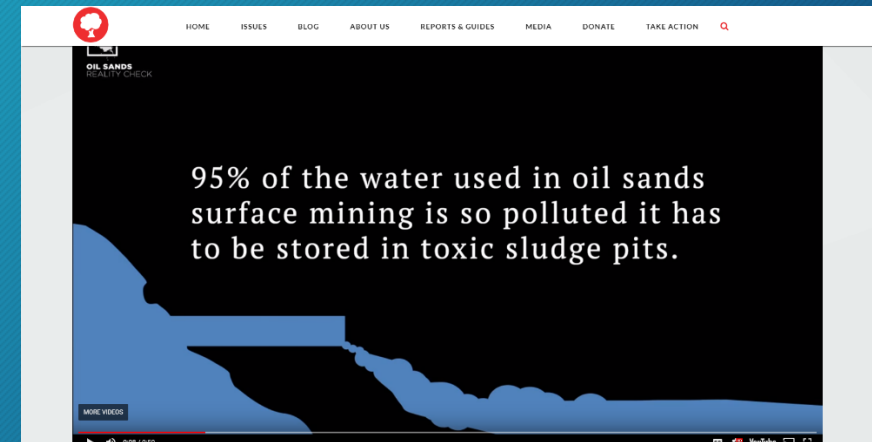 HOME ISSUES BLOG ABOUT US REPORTS & GUIDES MEDIA DONATE TAKE ACTION
OIL SANDS
REALITY CHECK
95% of the water used in oil sands
surface mining is so polluted it has
to be stored in toxic sludge pits.
MORE VIDEOS
YouTube